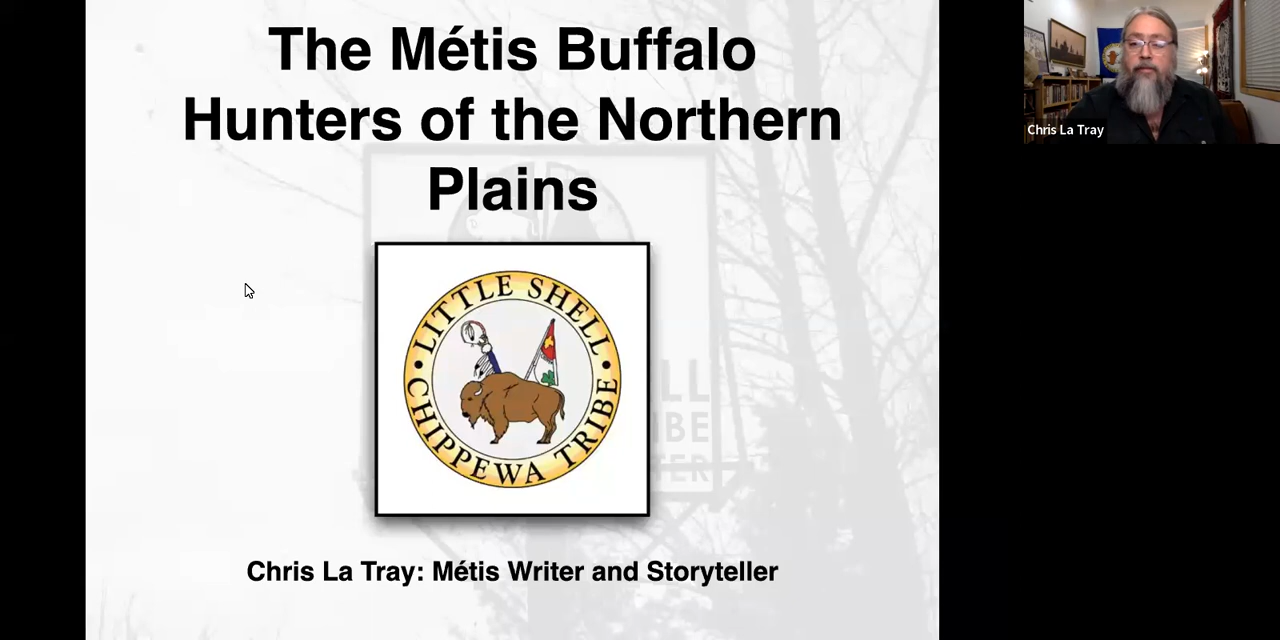 The Métis Buffalo
Hunters of the Northern
Plains
LITTLE SHELL
CHIPPEWA TRIBE
Chris La Tray: Métis Writer and Storyteller
Chris La Tray